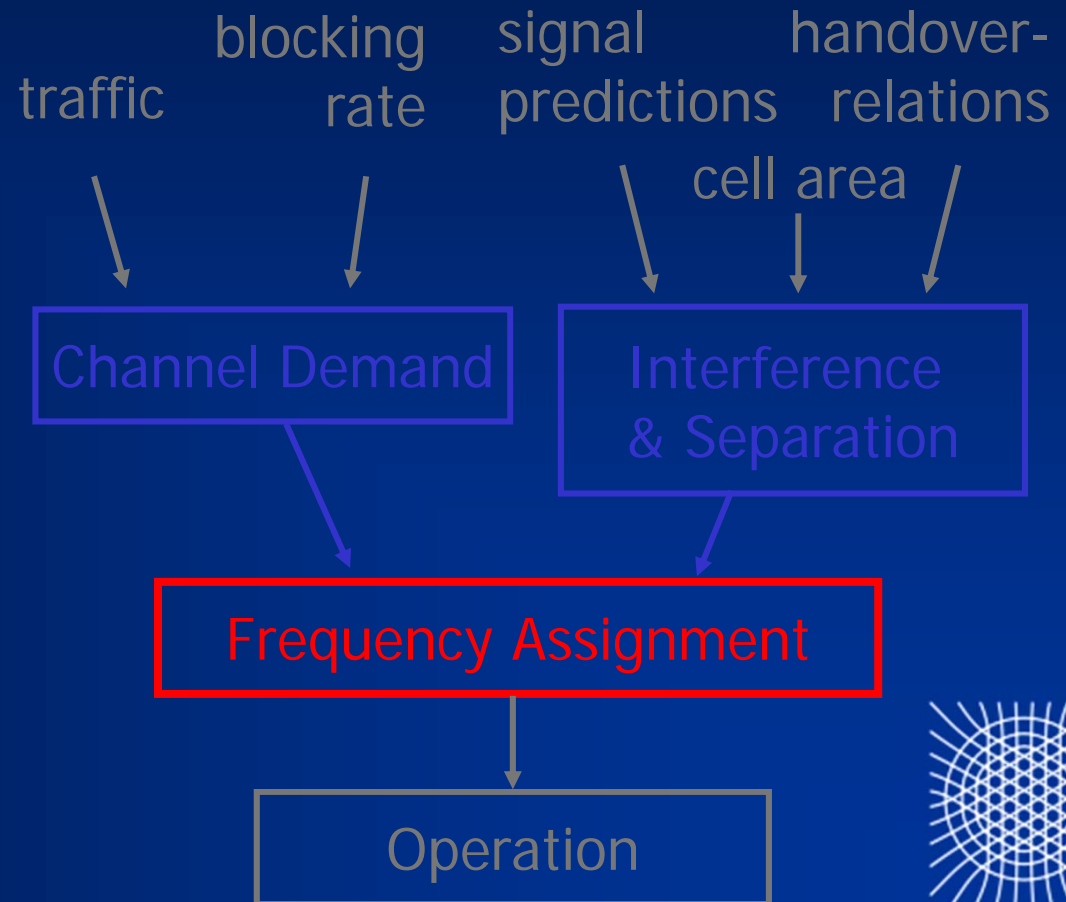 traffic
blocking
rate
signal
predictions
handover-
relations
cell area
Channel Demand
Interference
& Separation
Frequency Assignment
Operation